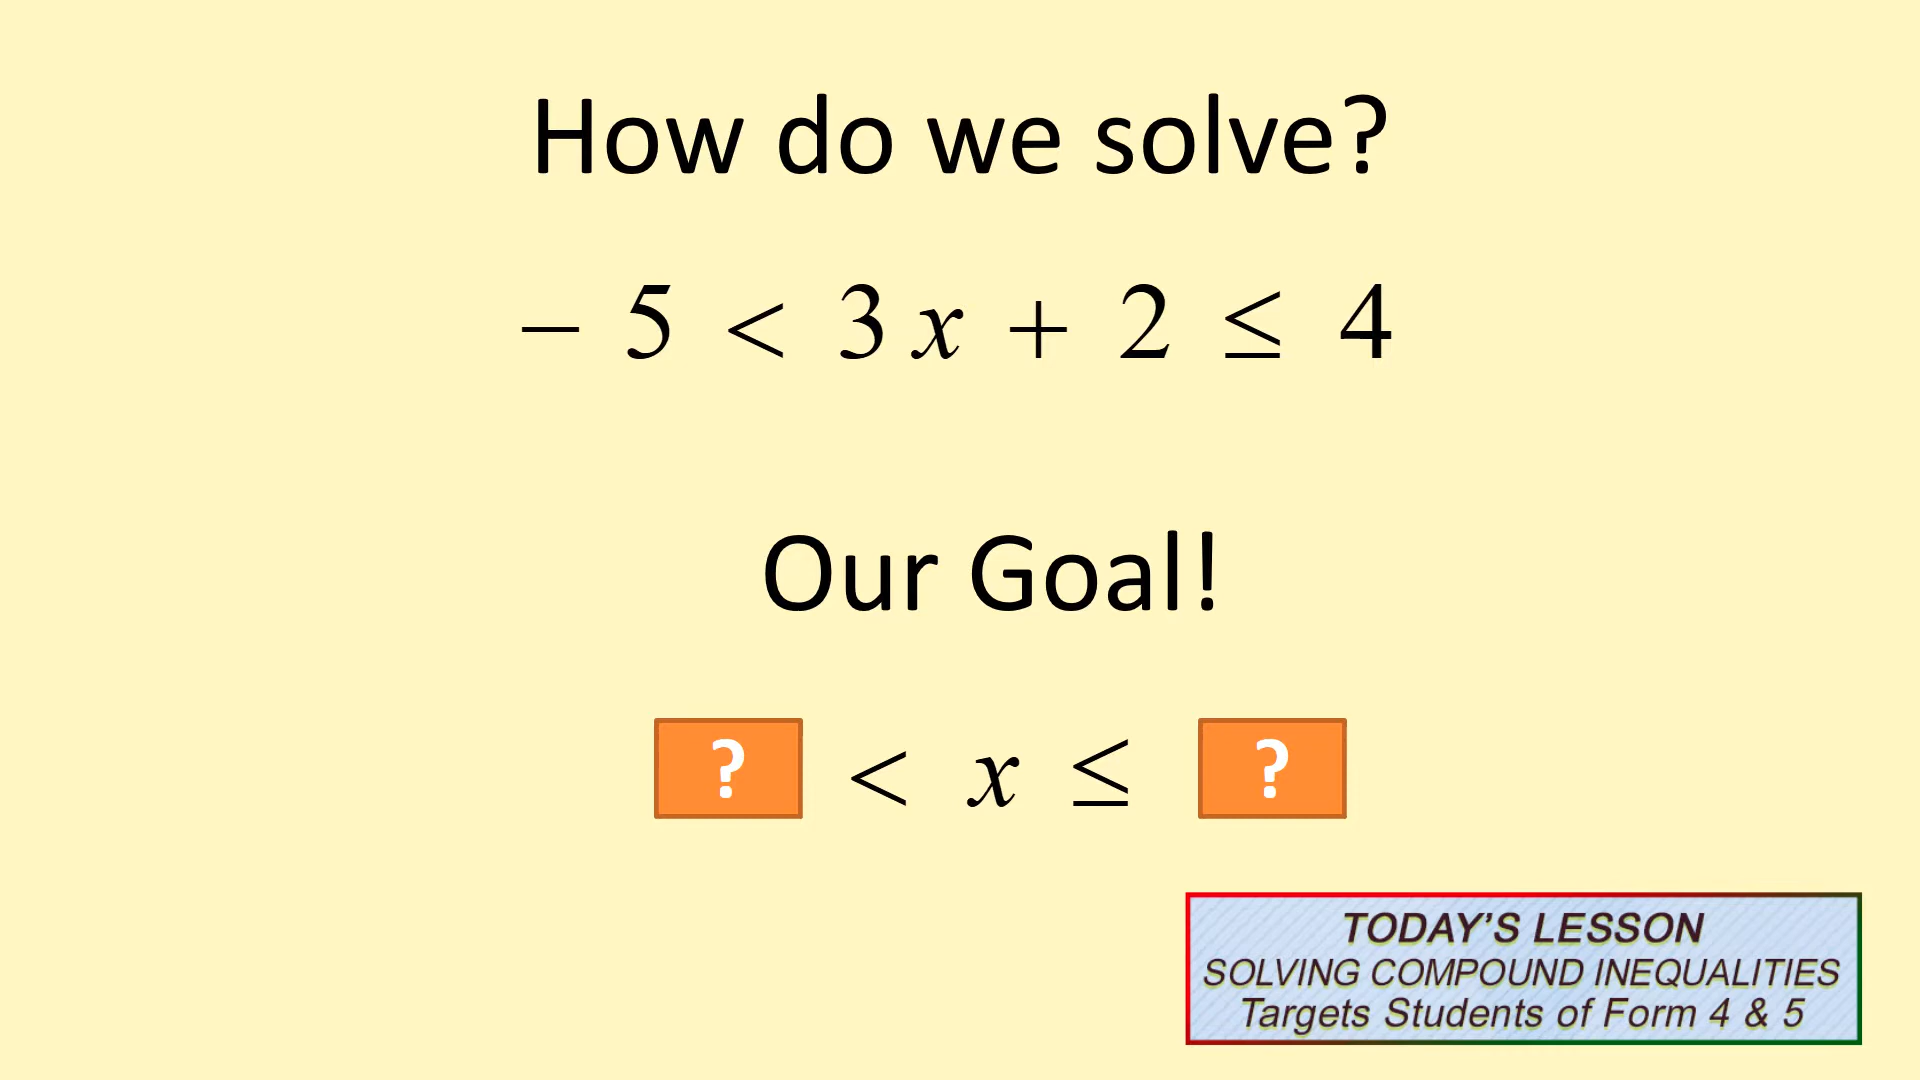 How do we solve?
− 5 < 3x + 2 ≤ 4
Our Goal!
? < x ≤ ?
TODAY'S LESSON
SOLVING COMPOUND INEQUALITIES
Targets Students of Form 4 & 5